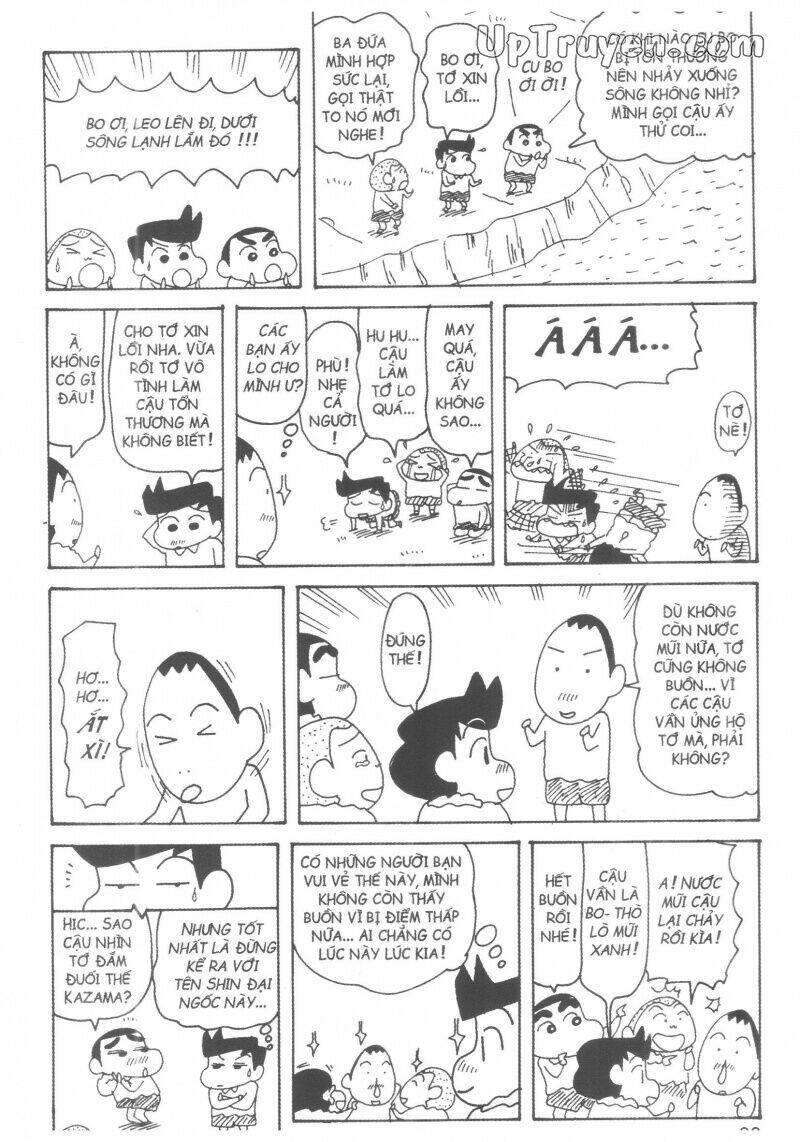 UpTruyen.com
CÓ KHI NÀO BO
BỊ TỔN THƯƠNG
NÊN NHẢY XUỐNG
SÔNG KHÔNG NHỈ?
MÌNH GỌI CẬU ẤY
THỬ COI...
CU BO
ƠI ỜI!
BO ƠI,
TỚ XIN
LỖI...
BA ĐỨA
MÌNH HỢP
SỨC LẠI,
GỌI THẬT
TO NÓ MỚI
NGHE!
BO ƠI, LEO LÊN ĐI, DƯỚI
SÔNG LẠNH LẮM ĐÓ !!!
Á Á Á...
TỚ
NÈ!
MAY
QUÁ,
CẬU
ẤY
KHÔNG
SAO...
HU HU...
CẬU
LÀM
TỚ LO
QUÁ...
PHÙ!
NHẸ
CẢ
NGƯỜI
!
CÁC
BẠN ẤY
LO CHO
MÌNH Ư?
CHO TỚ XIN
LỖI NHA. VỪA
RỒI TỚ VÔ
TÌNH LÀM
CẬU TỔN
THƯƠNG MÀ
KHÔNG BIẾT!
À,
KHÔNG
CÓ GÌ
ĐÂU!
DÙ KHÔNG
CÒN NƯỚC
MŨI NỮA, TỚ
CŨNG KHÔNG
BUỒN... VÌ
CÁC CẬU
VẪN ỦNG HỘ
TỚ MÀ, PHẢI
KHÔNG?
ĐÚNG
THẾ!
HƠ...
HƠ...
ẮT
XÌ!
A! NƯỚC
MŨI CẬU
LẠI CHẢY
RỒI KÌA!
CẬU
VẪN LÀ
BO- THÒ
LÒ MŨI
XANH!
HẾT
BUỒN
RỒI
NHÉ!
CÓ NHỮNG NGƯỜI BẠN
VUI VẺ THẾ NÀY, MÌNH
KHÔNG CÒN THẤY
BUỒN VÌ BỊ ĐIỂM THẤP
NỮA... AI CHẲNG CÓ
LÚC NÀY LÚC KIA!
NHƯNG TỐT
NHẤT LÀ ĐỪNG
KỂ RA VỚI
TÊN SHIN ĐẠI
NGỐC NÀY...
HIC... SAO
CẬU NHÌN
TỚ ĐẮM
ĐUỐI THẾ
KAZAMA?